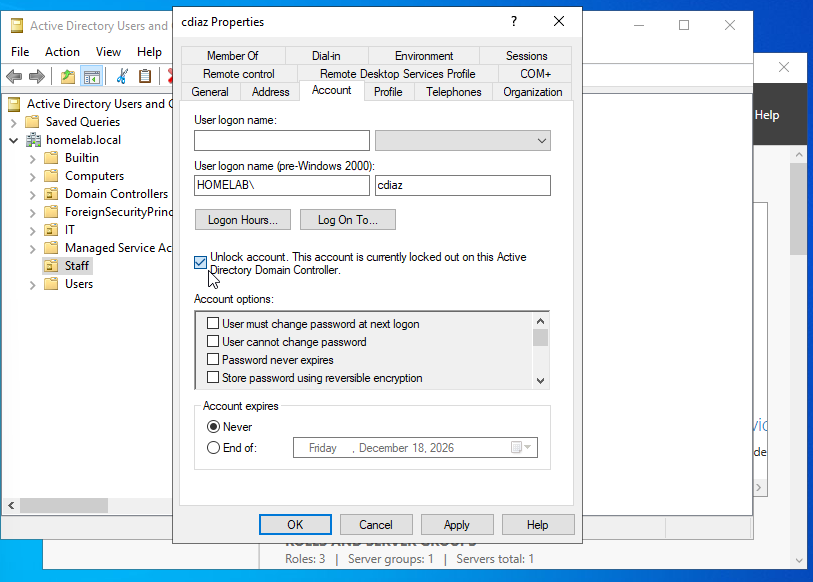 Active Directory Users and
File Action View Help
Active Directory Users and C
Saved Queries
homelab.local
Builtin
Computers
Domain Controllers
ForeignSecurityPrinc
IT
Managed Service Ac
Staff
Users
cdiaz Properties
?
Member Of Dial-in Environment Sessions
Remote control Remote Desktop Services Profile COM+
General Address Account Profile Telephones Organization
User logon name:
User logon name (pre-Windows 2000):
HOMELAB\ cdiaz
Logon Hours... Log On To...
Unlock account. This account is currently locked out on this Active
Directory Domain Controller.
Account options:
User must change password at next logon
User cannot change password
Password never expires
Store password using reversible encryption
Account expires
Never
End of: Friday , December 18, 2026
OK Cancel Apply Help
Help
ROLES AND SERVER GROUPS
Roles: 3 | Server groups: 1 | Servers total: 1